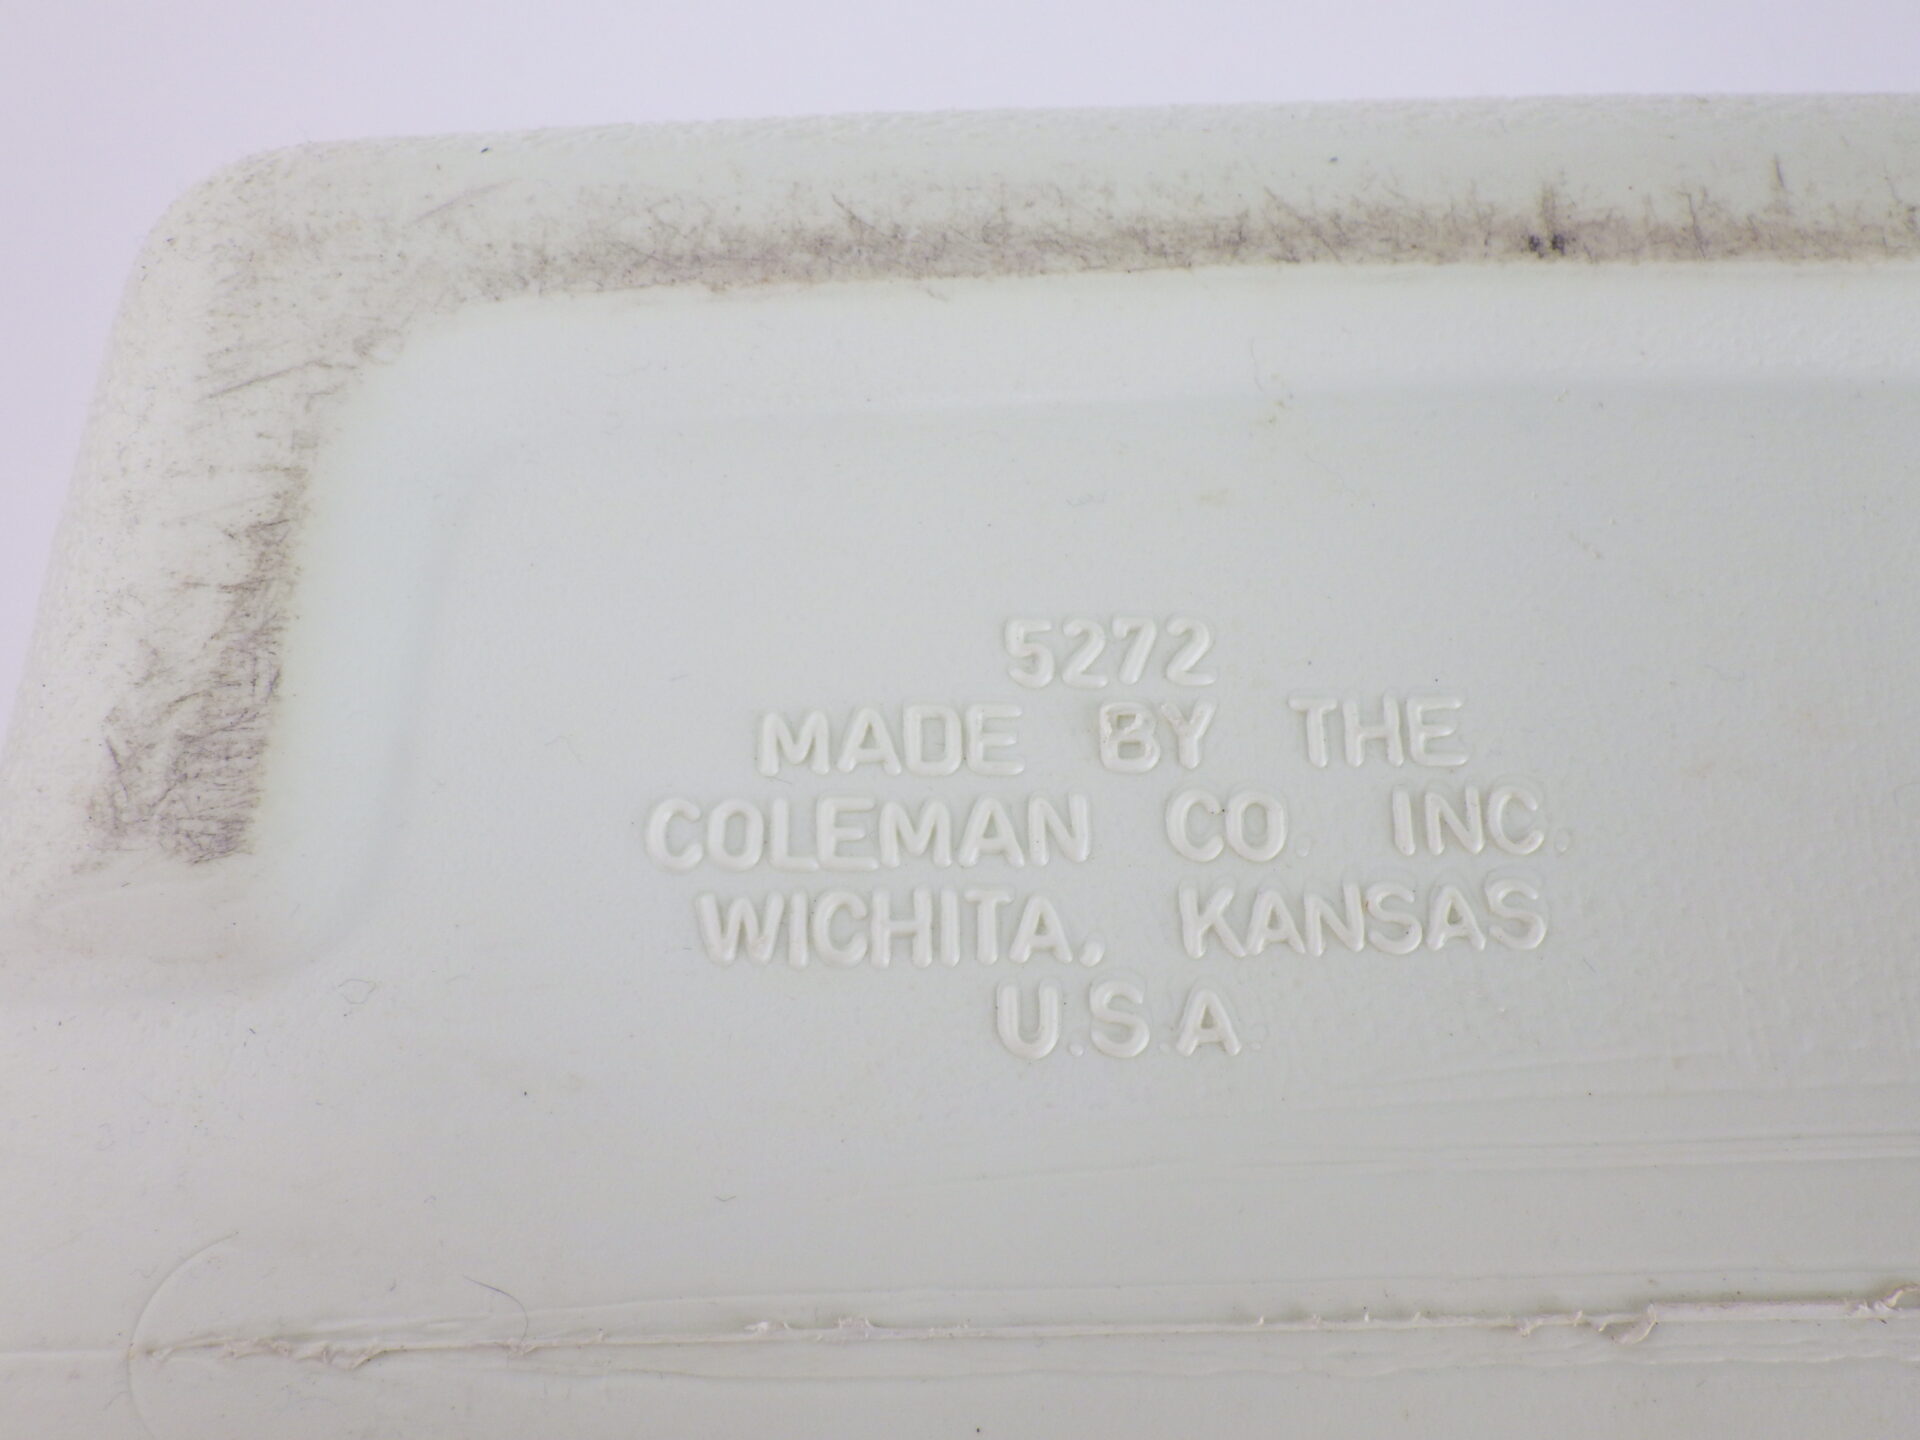 5272
MADE BY THE
COLEMAN CO. INC.
WICHITA, KANSAS
U.S.A.